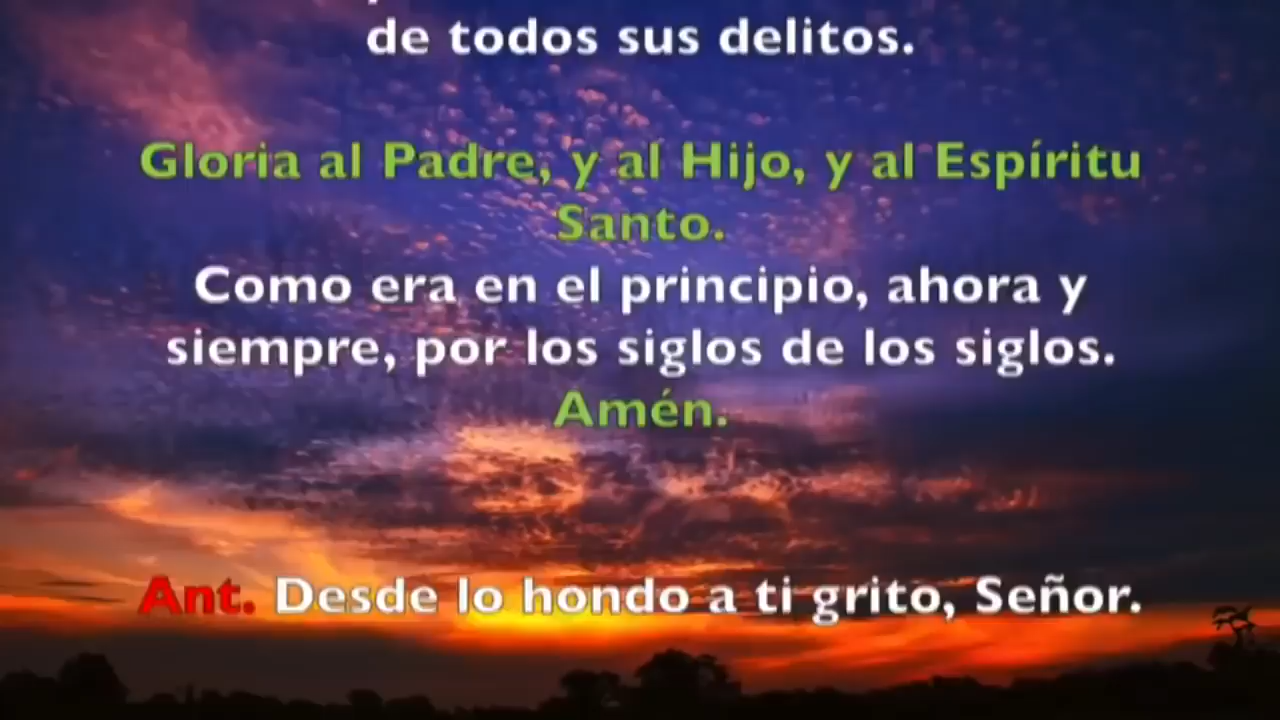 de todos sus delitos.
Gloria al Padre, y al Hijo, y al Espíritu
Santo.
Como era en el principio, ahora y
siempre, por los siglos de los siglos.
Amén.
Ant. Desde lo hondo a ti grito, Señor.